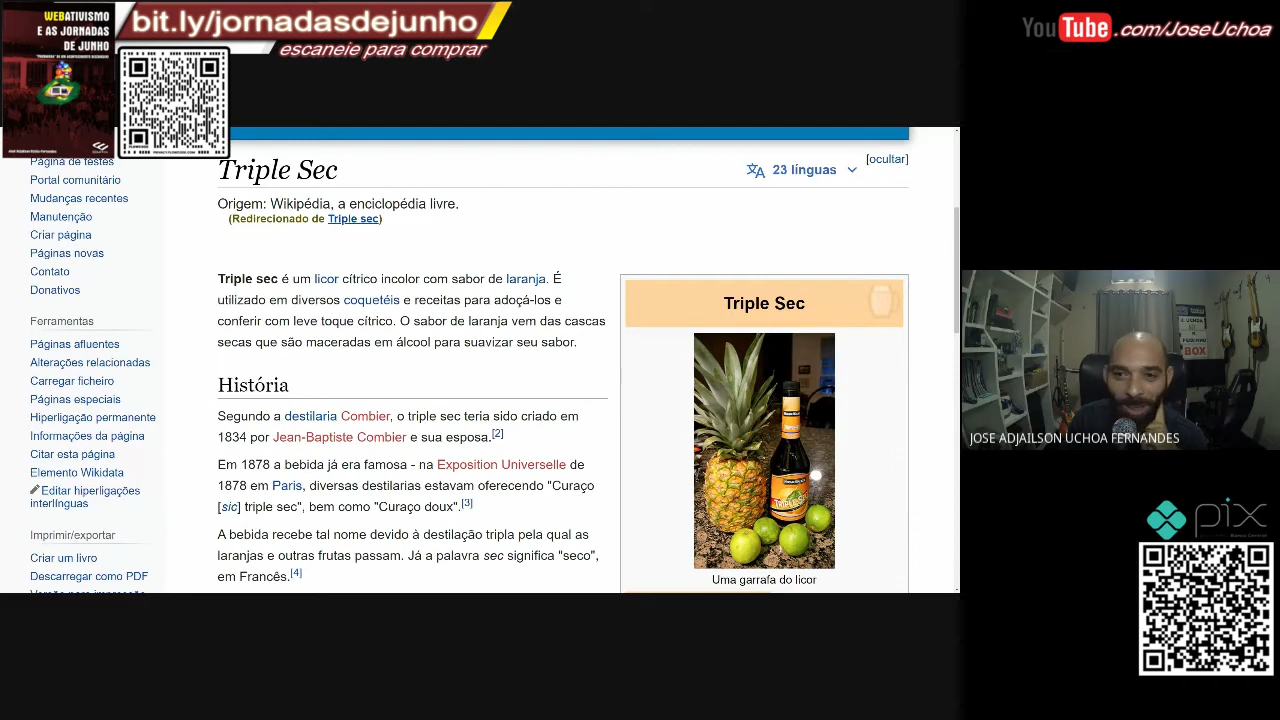 WEBATIVISMO
E AS JORNADAS
DE JUNHO
bit.ly/jornadasdejunho
escaneie para comprar
YouTube.com/JoseUchoa
Página de testes
Portal comunitário
Mudanças recentes
Manutenção
Criar página
Páginas novas
Contato
Donativos
Ferramentas
Páginas afluentes
Alterações relacionadas
Carregar ficheiro
Páginas especiais
Hiperligação permanente
Informações da página
Citar esta página
Elemento Wikidata
Editar hiperligações
interlínguas
Imprimir/exportar
Criar um livro
Descarregar como PDF
Versão para impressão
Triple Sec
23 línguas
[ocultar]
Origem: Wikipédia, a enciclopédia livre.
(Redirecionado de Triple sec)
Triple sec é um licor cítrico incolor com sabor de laranja. É
utilizado em diversos coquetéis e receitas para adoçá-los e
conferir com leve toque cítrico. O sabor de laranja vem das cascas
secas que são maceradas em álcool para suavizar seu sabor.
História
Segundo a destilaria Combier, o triple sec teria sido criado em
1834 por Jean-Baptiste Combier e sua esposa.[2]
Em 1878 a bebida já era famosa - na Exposition Universelle de
1878 em Paris, diversas destilarias estavam oferecendo "Curaço
[sic] triple sec", bem como "Curaço doux".[3]
A bebida recebe tal nome devido à destilação tripla pela qual as
laranjas e outras frutas passam. Já a palavra sec significa "seco",
em Francês.[4]
Triple Sec
TRIPLE SEC
Uma garrafa do licor
BOX
JOSE ADJAILSON UCHOA FERNANDES
pix